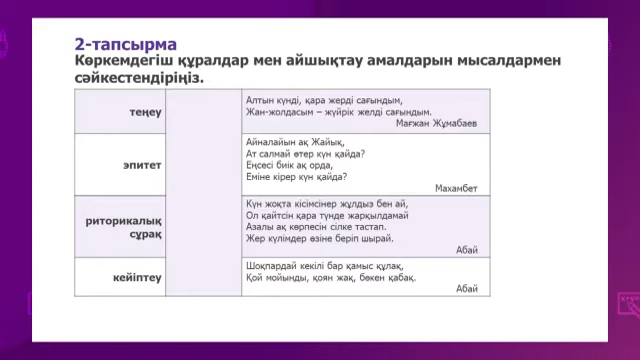 2-тапсырма
Көркемдегіш құралдар мен айшықтау амалдарын мысалдармен
сәйкестендіріңіз.
теңеу
Алтын күнді, қара жерді сағындым,
Жан-жолдасым – жүйрік желді сағындым.
Мағжан Жұмабаев
эпитет
Айналайын ақ Жайық,
Ат салмай өтер күн қайда?
Еңсесі биік ақ орда,
Еміне кірер күн қайда?
Махамбет
риторикалық
сұрақ
Күн жоқта кісімсінер жұлдыз бен ай,
Ол қайтсін қара түнде жарқылдамай
Азалы ақ көрпесін сілке тастап.
Жер күлімдер өзіне беріп шырай.
Абай
кейіптеу
Шоқпардай кекілі бар қамыс құлақ,
Қой мойынды, қоян жақ, бөкен қабақ.
Абай